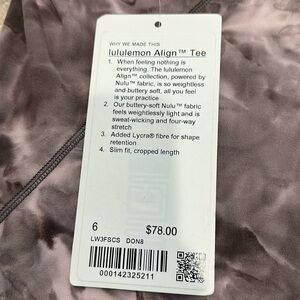 WHY WE MADE THIS
lululemon Align™ Tee
1. When feeling nothing is
everything. The lululemon
Align™ collection, powered by
Nulu™ fabric, is so weightless
and buttery soft, all you feel
is your practice
2. Our buttery-soft Nulu™ fabric
feels weightlessly light and is
sweat-wicking and four-way
stretch
3. Added Lycra® fibre for shape
retention
4. Slim fit, cropped length
6 $78.00
LW3FSCS DON8
000142325211